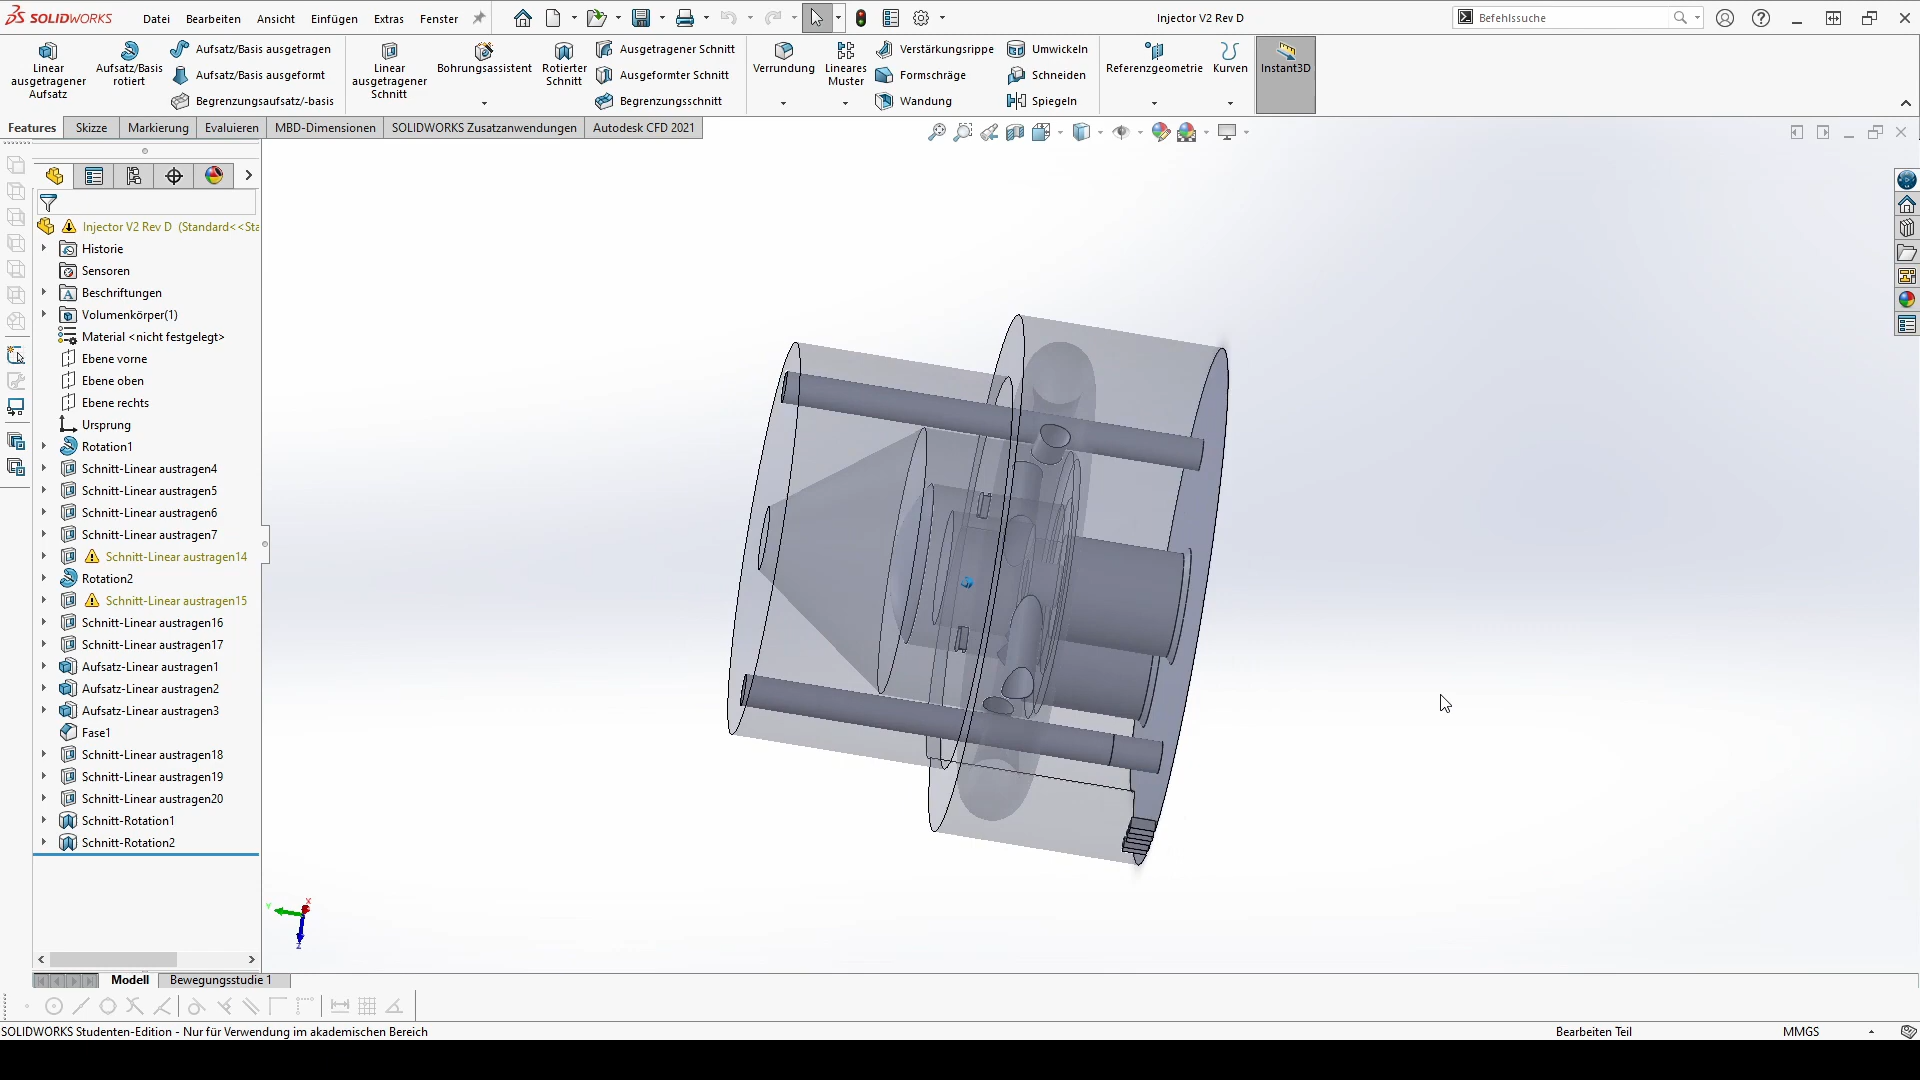 SOLIDWORKS
Datei Bearbeiten Ansicht Einfügen Extras Fenster
Injector V2 Rev D
Befehlssuche
Linear ausgetragener Aufsatz
Aufsatz/Basis rotiert
Aufsatz/Basis ausgetragen
Aufsatz/Basis ausgeformt
Begrenzungsaufsatz/-basis
Linear ausgetragener Schnitt
Bohrungsassistent
Rotierter Schnitt
Ausgetragener Schnitt
Ausgeformter Schnitt
Begrenzungsschnitt
Verrundung
Lineares Muster
Verstärkungsrippe
Formschräge
Wandung
Umwickeln
Schneiden
Spiegeln
Referenzgeometrie
Kurven
Instant3D
Features Skizze Markierung Evaluieren MBD-Dimensionen SOLIDWORKS Zusatzanwendungen Autodesk CFD 2021
Injector V2 Rev D (Standard<<Sta
Historie
Sensoren
Beschriftungen
Volumenkörper(1)
Material <nicht festgelegt>
Ebene vorne
Ebene oben
Ebene rechts
Ursprung
Rotation1
Schnitt-Linear austragen4
Schnitt-Linear austragen5
Schnitt-Linear austragen6
Schnitt-Linear austragen7
Schnitt-Linear austragen14
Rotation2
Schnitt-Linear austragen15
Schnitt-Linear austragen16
Schnitt-Linear austragen17
Aufsatz-Linear austragen1
Aufsatz-Linear austragen2
Aufsatz-Linear austragen3
Fase1
Schnitt-Linear austragen18
Schnitt-Linear austragen19
Schnitt-Linear austragen20
Schnitt-Rotation1
Schnitt-Rotation2
Y X
Z
Modell Bewegungsstudie 1
SOLIDWORKS Studenten-Edition - Nur für Verwendung im akademischen Bereich
Bearbeiten Teil
MMGS